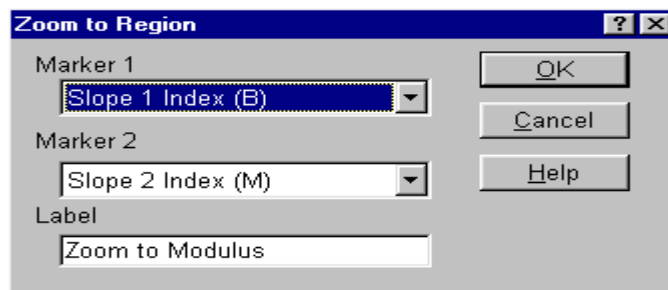 Zoom to Region
Marker 1
Slope 1 Index (B)
Marker 2
Slope 2 Index (M)
Label
Zoom to Modulus
OK
Cancel
Help